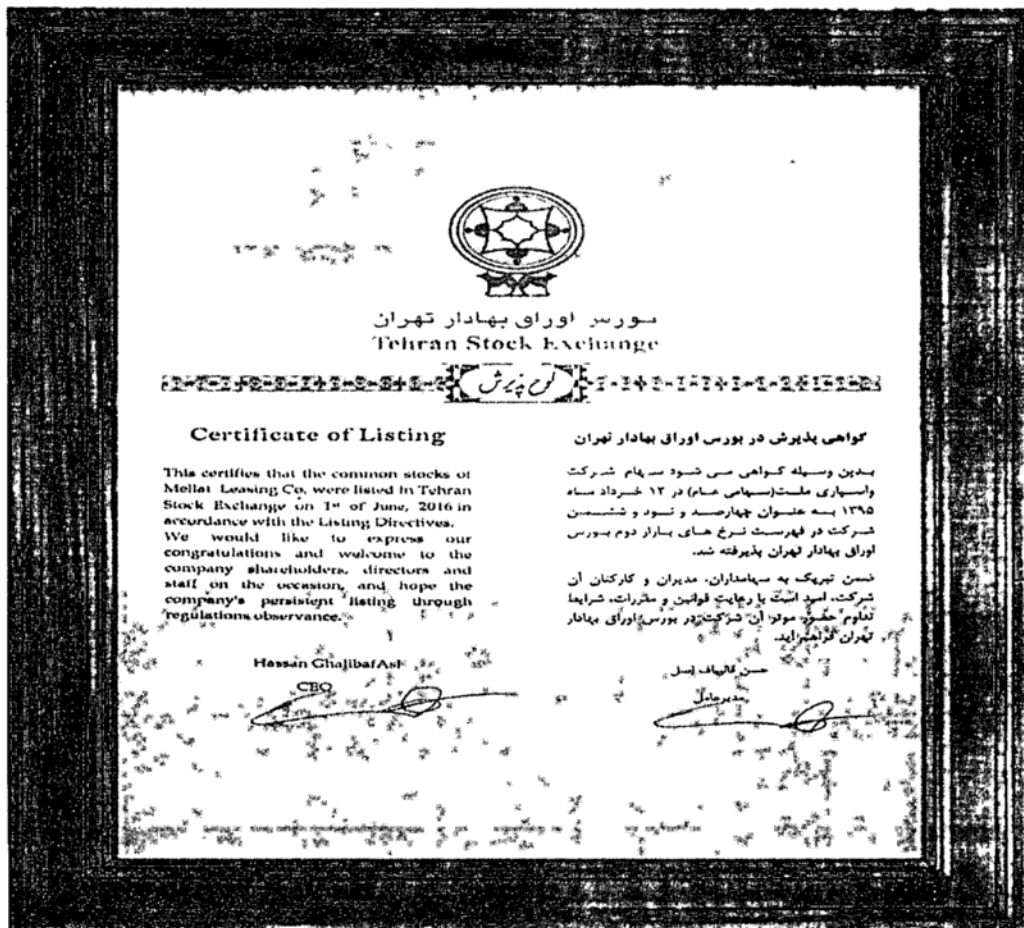 بورس اوراق بهادار تهران
Tehran Stock Exchange
لوح پذیرش
Certificate of Listing
This certifies that the common stocks of
Mellat Leasing Co. were listed in Tehran
Stock Exchange on 1st of June, 2016 in
accordance with the Listing Directives.
We would like to express our
congratulations and welcome to the
company shareholders, directors and
staff on the occasion, and hope the
company's persistent listing through
regulations observance.
Hassan Ghalibaf Asl
CEO
گواهی پذیرش در بورس اوراق بهادار تهران
بدین وسیله گواهی می شود سهام شرکت
واسپاری ملت(سهامی عام) در ۱۲ خرداد ماه
۱۳۹۵ به عنوان چهارصد و نود و ششمین
شرکت در فهرست نرخ های بازار دوم بورس
اوراق بهادار تهران پذیرفته شد.
ضمن تبریک به سهامداران، مدیران و کارکنان آن
شرکت، امید است با رعایت قوانین و مقررات، شرایط
تداوم حضور موثر آن شرکت در بورس اوراق بهادار
تهران فراهم آید.
حسن قالیباف اصل
مدیرعامل